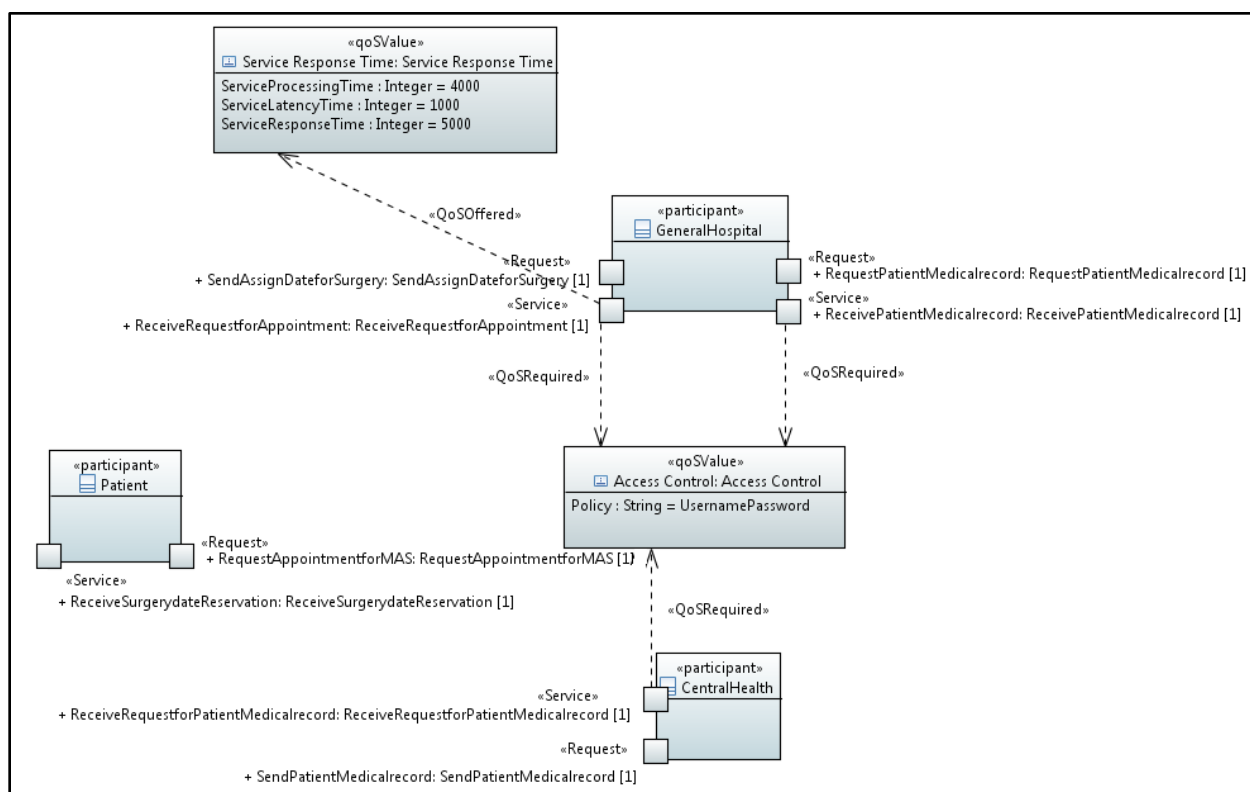 «qoSValue»
Service Response Time: Service Response Time
ServiceProcessingTime : Integer = 4000
ServiceLatencyTime : Integer = 1000
ServiceResponseTime : Integer = 5000
«QoSOffered»
«participant»
GeneralHospital
«Request»
+ SendAssignDateforSurgery: SendAssignDateforSurgery [1]
«Service»
+ ReceiveRequestforAppointment: ReceiveRequestforAppointment [1]
«Request»
+ RequestPatientMedicalrecord: RequestPatientMedicalrecord [1]
«Service»
+ ReceivePatientMedicalrecord: ReceivePatientMedicalrecord [1]
«QoSRequired»
«QoSRequired»
«qoSValue»
Access Control: Access Control
Policy : String = UsernamePassword
«participant»
Patient
«Request»
+ RequestAppointmentforMAS: RequestAppointmentforMAS [1]
«Service»
+ ReceiveSurgerydateReservation: ReceiveSurgerydateReservation [1]
«QoSRequired»
«participant»
CentralHealth
«Service»
+ ReceiveRequestforPatientMedicalrecord: ReceiveRequestforPatientMedicalrecord [1]
«Request»
+ SendPatientMedicalrecord: SendPatientMedicalrecord [1]